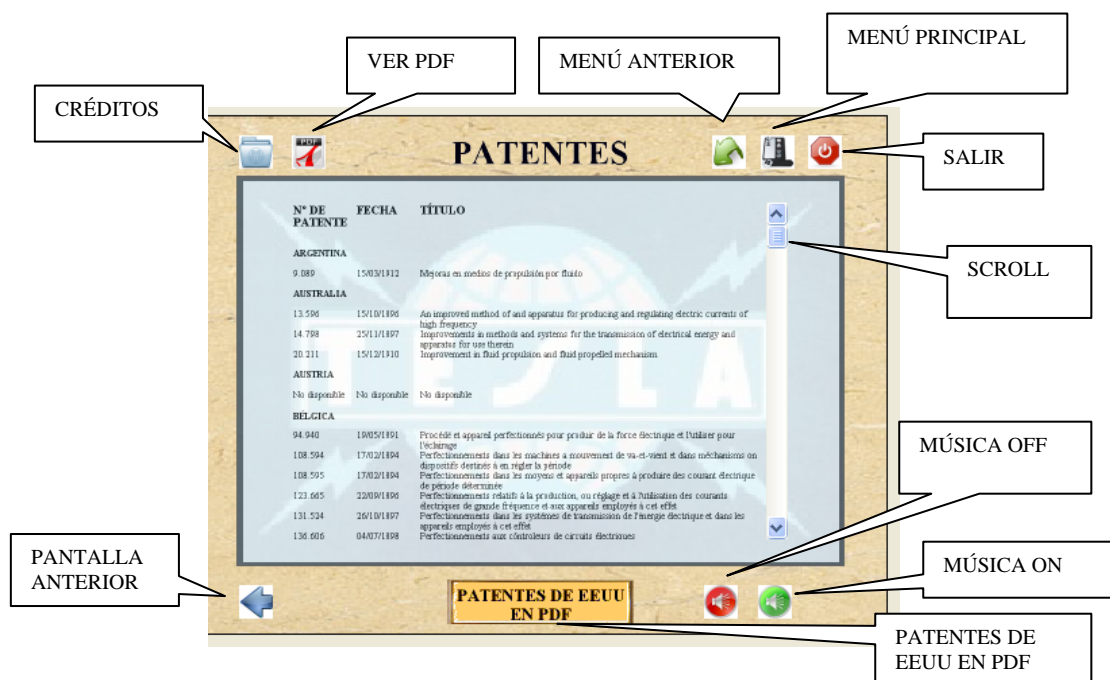 MENÚ PRINCIPAL
VER PDF
MENÚ ANTERIOR
CRÉDITOS
PDF
PATENTES
SALIR
Nº DE
PATENTE
FECHA
TÍTULO
ARGENTINA
9.089 15/03/1912 Mejoras en medios de propulsión por fluido
SCROLL
AUSTRALIA
13.596 15/10/1896 An improved method of and apparatus for producing and regulating electric currents of
high frequency
14.798 25/11/1897 Improvements in methods and systems for the transmission of electrical energy and
apparatus for use therein
20.211 15/12/1910 Improvement in fluid propulsion and fluid propelled mechanism
TESLA
AUSTRIA
No disponible No disponible No disponible
BÉLGICA
94.940 19/05/1891 Procédé et appareil perfectionnés pour produir de la force électrique et l'utiliser pour
l'éclairage
108.594 17/02/1894 Perfectionnements dans les machines a mouvement de va-et-vient et dans méchanisms on
dispositifs destinés à en régler la période
108.595 17/02/1894 Perfectionnements dans les moyens et appareils propres à produire des courant électrique
de période déterminée
123.665 22/09/1896 Perfectionnements relatifs à la production, ou réglage et à l'utilisation des courants
électriques de grande fréquence et aux appareils employés à cet effet
131.524 26/10/1897 Perfectionnements dans les systèmes de transmission de l'énergie électrique et dans les
appareils employés à cet effet
136.606 04/07/1898 Perfectionnements aux contrôleurs de circuits électriques
MÚSICA OFF
PANTALLA
ANTERIOR
MÚSICA ON
PATENTES DE EEUU
EN PDF
PATENTES DE
EEUU EN PDF